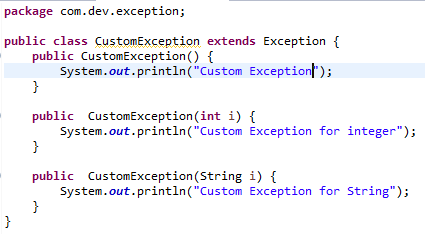 package com.dev.exception;
public class CustomException extends Exception {
public CustomException() {
System.out.println("Custom Exception");
}
public  CustomException(int i) {
System.out.println("Custom Exception for integer");
}
public  CustomException(String i) {
System.out.println("Custom Exception for String");
}
}